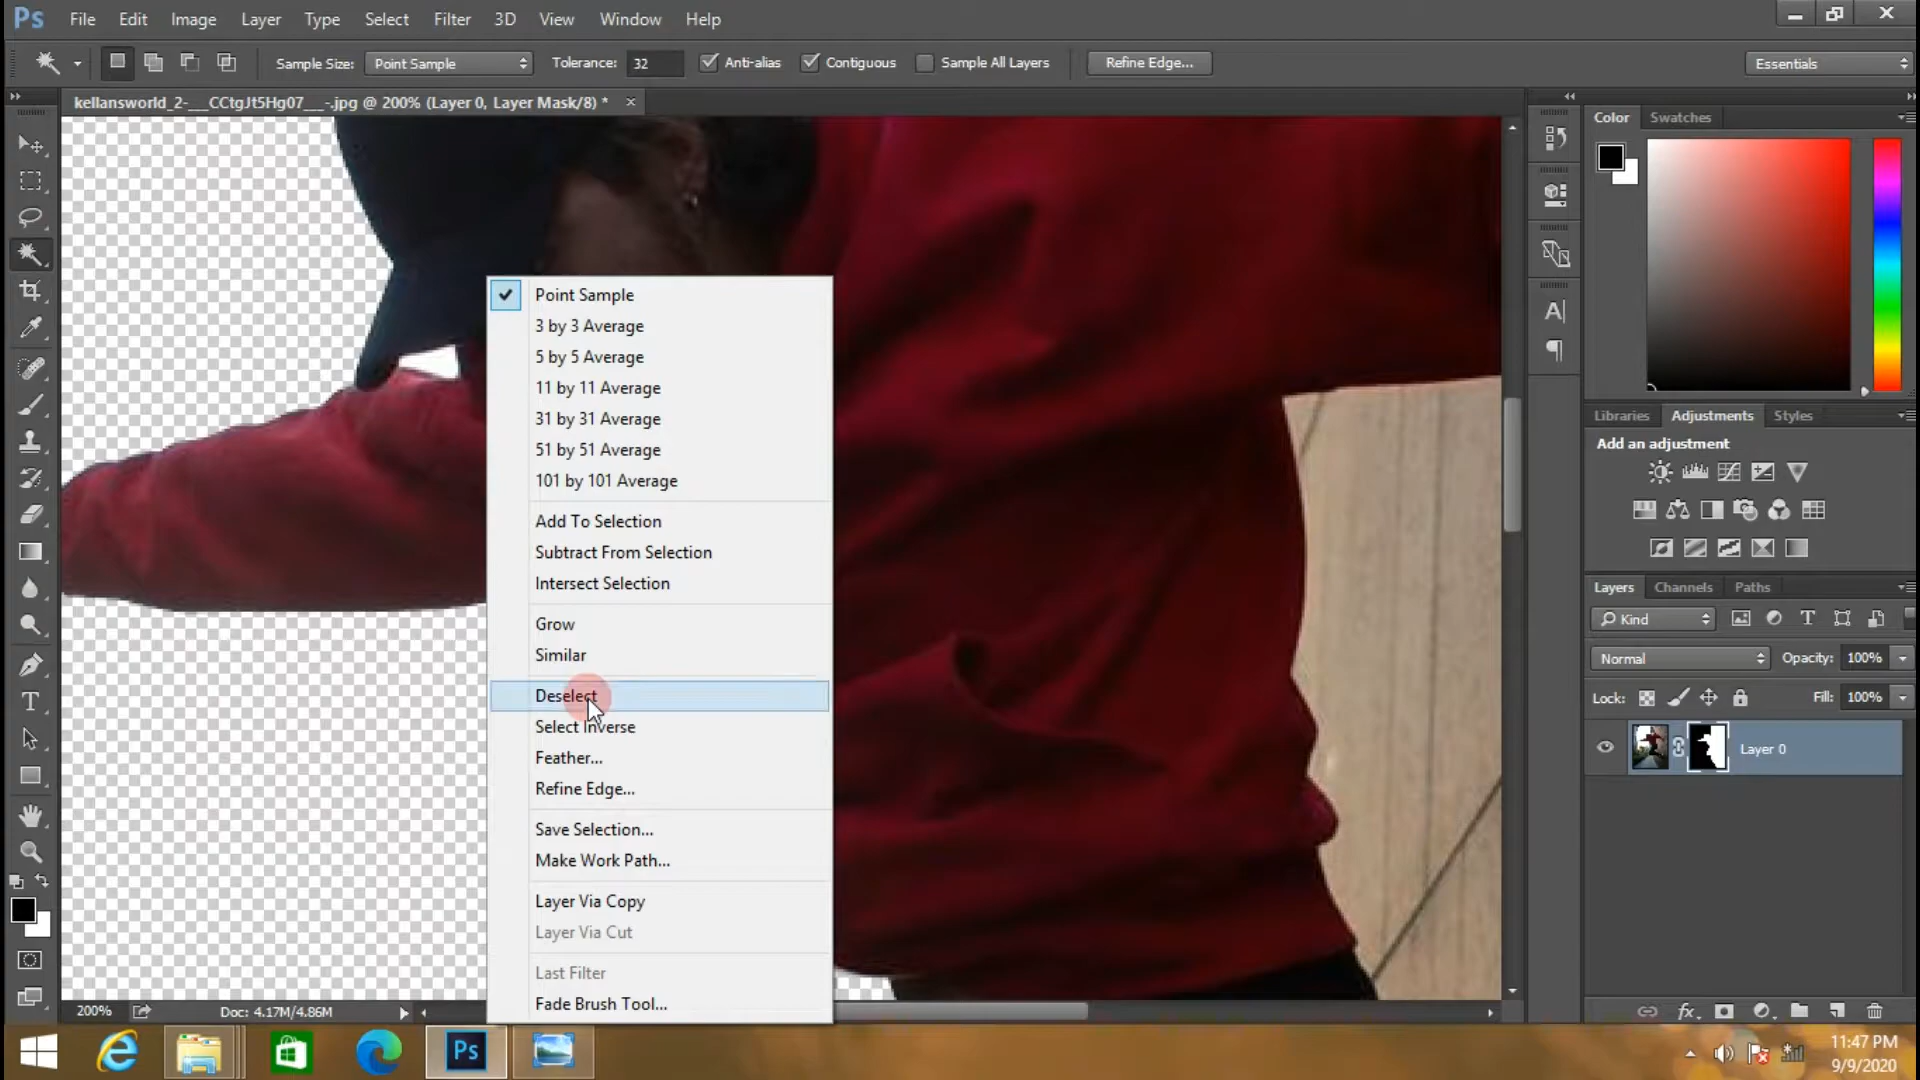 Ps File Edit Image Layer Type Select Filter 3D View Window Help
Sample Size: Point Sample Tolerance: 32 Anti-alias Contiguous Sample All Layers Refine Edge... Essentials
kellansworld_2-___CCtgJt5Hg07___-.jpg @ 200% (Layer 0, Layer Mask/8) *
Color Swatches
Point Sample
3 by 3 Average
5 by 5 Average
11 by 11 Average
31 by 31 Average
51 by 51 Average
101 by 101 Average
Add To Selection
Subtract From Selection
Intersect Selection
Grow
Similar
Deselect
Select Inverse
Feather...
Refine Edge...
Save Selection...
Make Work Path...
Layer Via Copy
Layer Via Cut
Last Filter
Fade Brush Tool...
Libraries Adjustments Styles
Add an adjustment
Layers Channels Paths
Kind
Normal Opacity: 100%
Lock: Fill: 100%
Layer 0
200% Doc: 4.17M/4.86M
Ps
11:47 PM
9/9/2020